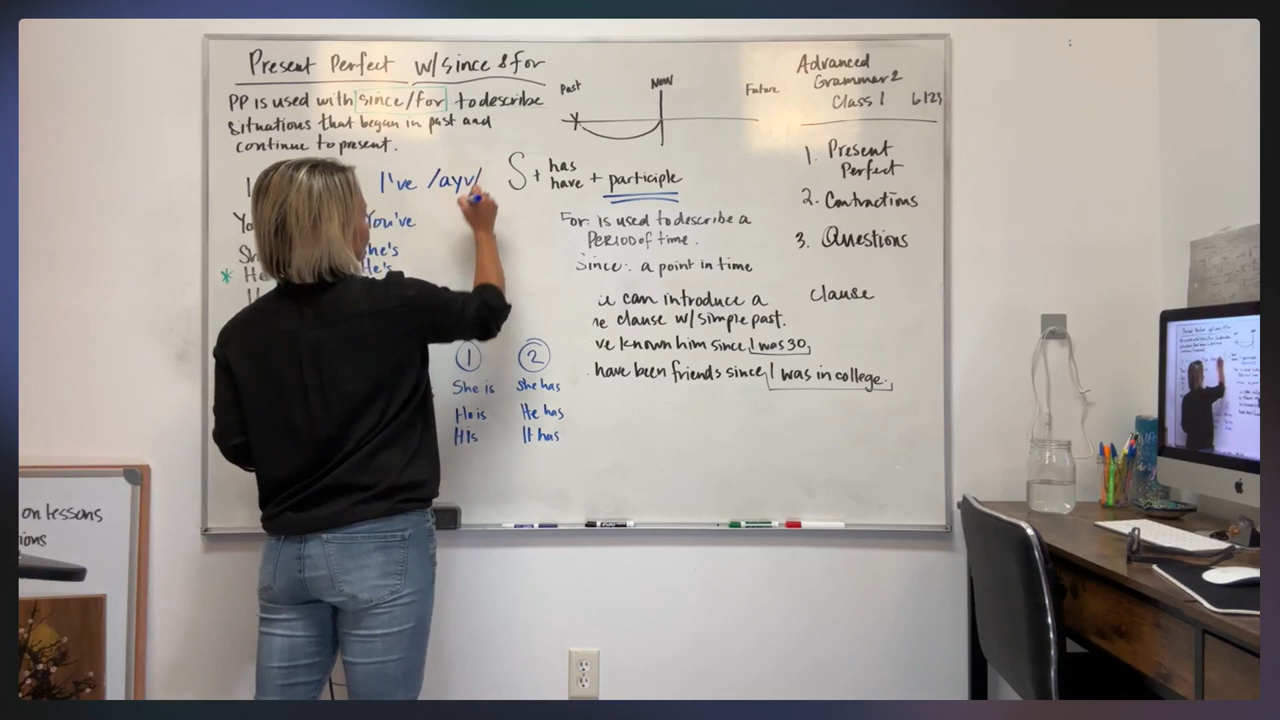 Present Perfect w/ since & for
PP is used with since/for to describe
situations that began in past and
continue to present.
I've /ayv/
You've
She's
He's
* He
1
2
She is
She has
He is
He has
It is
It has
Past
Now
Future
S + has
have + participle
For: is used to describe a
PERIOD of time.
Since: a point in time
can introduce a
clause w/ simple past.
've known him since I was 30.
have been friends since I was in college.
Advanced
Grammar 2
Class 1 6/23
1. Present
Perfect
2. Contractions
3. Questions
clause
on lessons